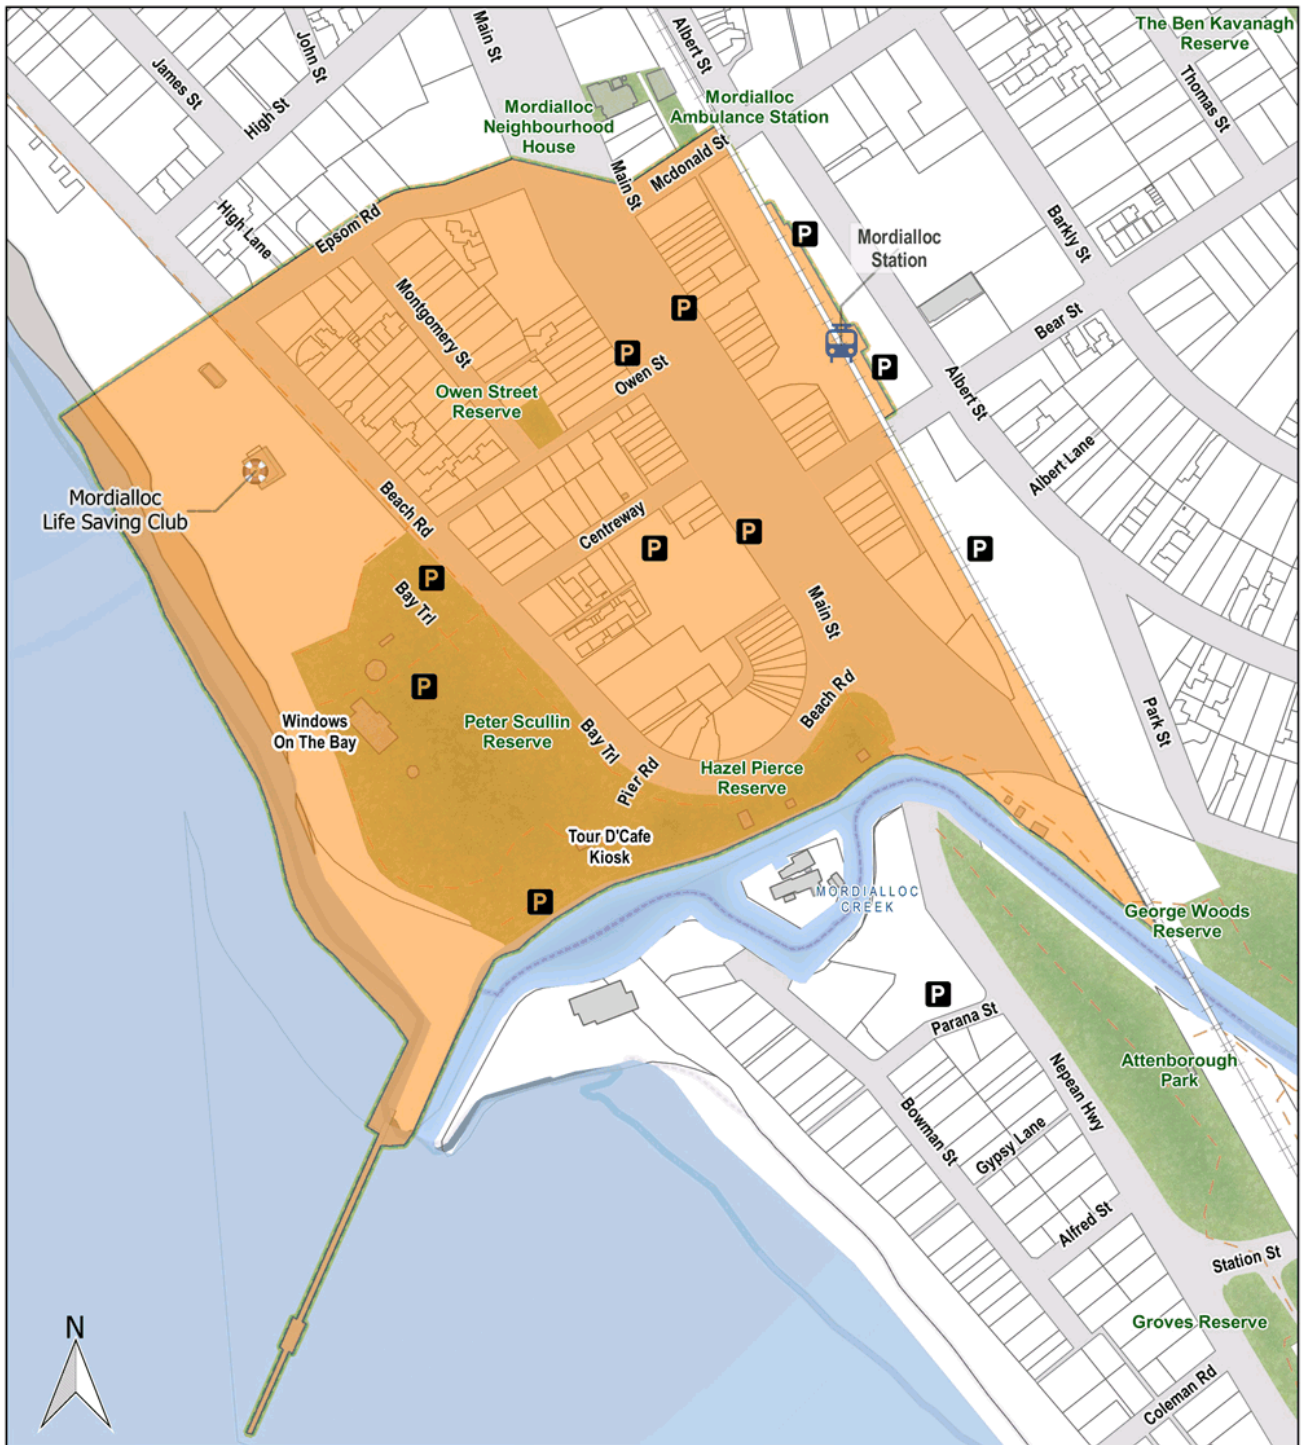 The Ben Kavanagh
Reserve
Main St
John St
Albert St
James St
High St
Thomas St
Mordialloc
Neighbourhood
House
Mordialloc
Ambulance Station
Mcdonald St
Main St
High Lane
Epsom Rd
Barkly St
P
Mordialloc
Station
Montgomery St
P
Bear St
P
Owen St
P
Owen Street
Reserve
Albert St
Albert Lane
Mordialloc
Life Saving Club
Beach Rd
Centreway
P
P
P
P
Bay Trl
Main St
P
Beach Rd
Park St
Windows
On The Bay
Peter Scullin
Reserve
Bay Trl
Pier Rd
Hazel Pierce
Reserve
Tour D'Cafe
Kiosk
P
MORDIALLOC
CREEK
George Woods
Reserve
P
Parana St
Attenborough
Park
Nepean Hwy
Bowman St
Gypsy Lane
Alfred St
Station St
Groves Reserve
N
Coleman Rd